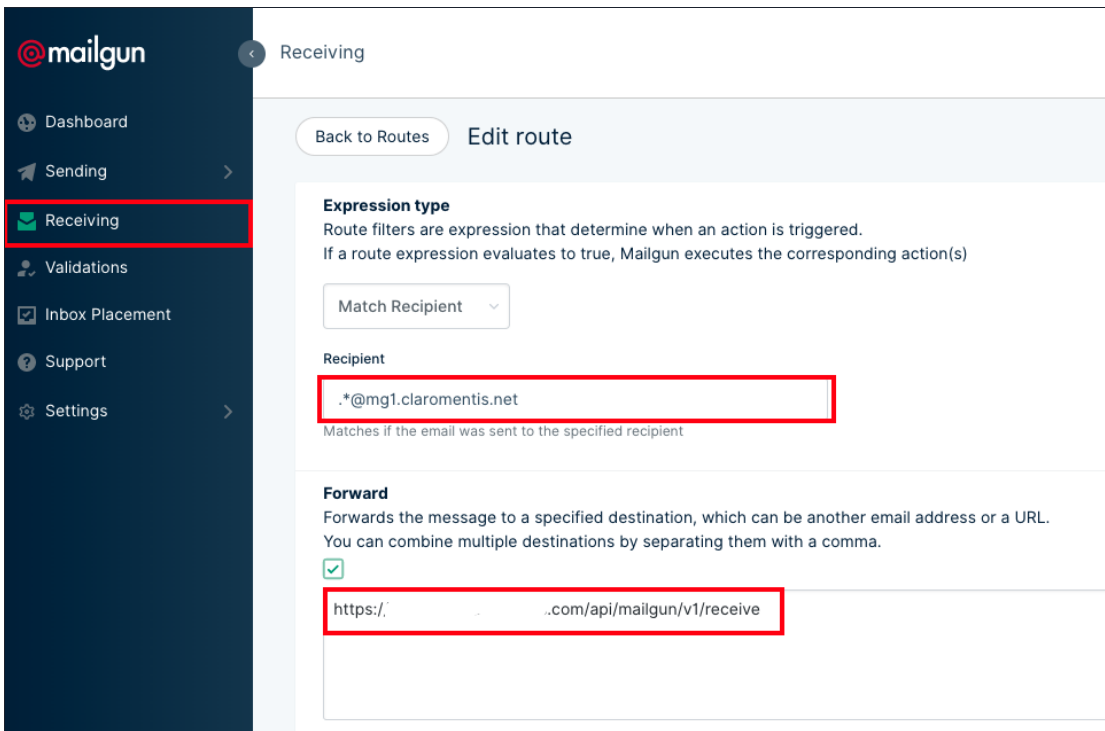 mailgun
Receiving
Dashboard
Sending
Receiving
Validations
Inbox Placement
Support
Settings
Back to Routes
Edit route
Expression type
Route filters are expression that determine when an action is triggered.
If a route expression evaluates to true, Mailgun executes the corresponding action(s)
Match Recipient
Recipient
.*@mg1.claromentis.net
Matches if the email was sent to the specified recipient
Forward
Forwards the message to a specified destination, which can be another email address or a URL.
You can combine multiple destinations by separating them with a comma.
https:/ .com/api/mailgun/v1/receive